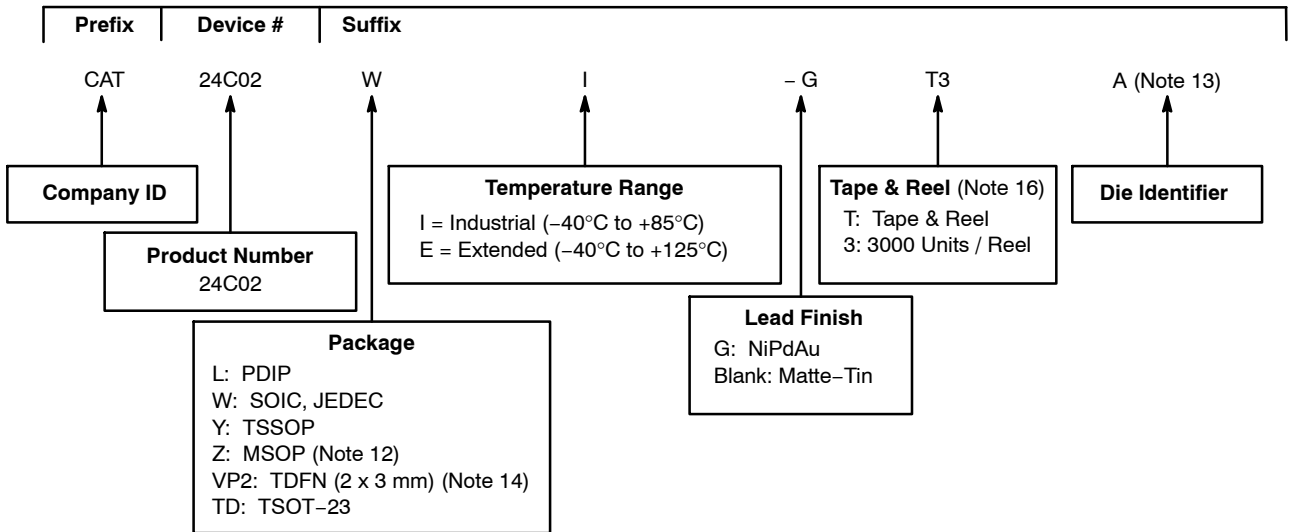 Prefix Device # Suffix
CAT 24C02 W I – G T3 A (Note 13)
Company ID
Product Number
24C02
Package
L: PDIP
W: SOIC, JEDEC
Y: TSSOP
Z: MSOP (Note 12)
VP2: TDFN (2 x 3 mm) (Note 14)
TD: TSOT−23
Temperature Range
I = Industrial (−40°C to +85°C)
E = Extended (−40°C to +125°C)
Lead Finish
G: NiPdAu
Blank: Matte−Tin
Tape & Reel (Note 16)
T: Tape & Reel
3: 3000 Units / Reel
Die Identifier